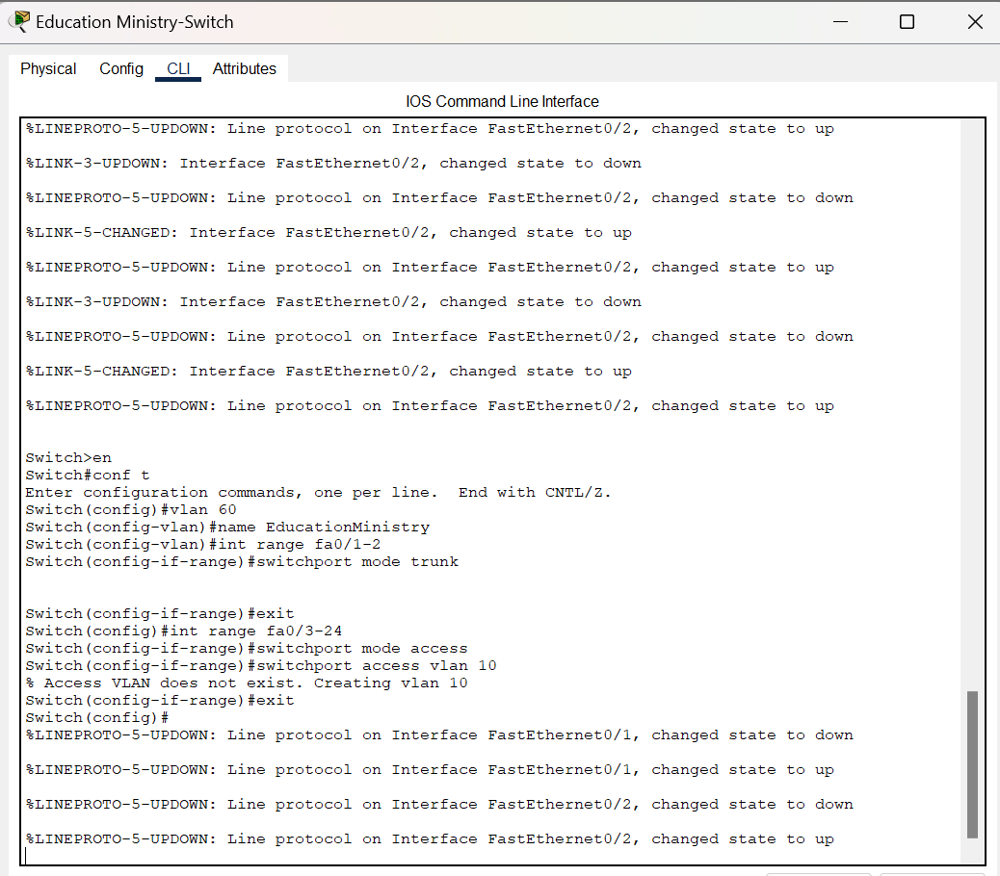 Education Ministry-Switch
Physical Config CLI Attributes
IOS Command Line Interface
%LINEPROTO-5-UPDOWN: Line protocol on Interface FastEthernet0/2, changed state to up
%LINK-3-UPDOWN: Interface FastEthernet0/2, changed state to down
%LINEPROTO-5-UPDOWN: Line protocol on Interface FastEthernet0/2, changed state to down
%LINK-5-CHANGED: Interface FastEthernet0/2, changed state to up
%LINEPROTO-5-UPDOWN: Line protocol on Interface FastEthernet0/2, changed state to up
%LINK-3-UPDOWN: Interface FastEthernet0/2, changed state to down
%LINEPROTO-5-UPDOWN: Line protocol on Interface FastEthernet0/2, changed state to down
%LINK-5-CHANGED: Interface FastEthernet0/2, changed state to up
%LINEPROTO-5-UPDOWN: Line protocol on Interface FastEthernet0/2, changed state to up
Switch>en
Switch#conf t
Enter configuration commands, one per line.  End with CNTL/Z.
Switch(config)#vlan 60
Switch(config-vlan)#name EducationMinistry
Switch(config-vlan)#int range fa0/1-2
Switch(config-if-range)#switchport mode trunk
Switch(config-if-range)#exit
Switch(config)#int range fa0/3-24
Switch(config-if-range)#switchport mode access
Switch(config-if-range)#switchport access vlan 10
% Access VLAN does not exist. Creating vlan 10
Switch(config-if-range)#exit
Switch(config)#
%LINEPROTO-5-UPDOWN: Line protocol on Interface FastEthernet0/1, changed state to down
%LINEPROTO-5-UPDOWN: Line protocol on Interface FastEthernet0/1, changed state to up
%LINEPROTO-5-UPDOWN: Line protocol on Interface FastEthernet0/2, changed state to down
%LINEPROTO-5-UPDOWN: Line protocol on Interface FastEthernet0/2, changed state to up